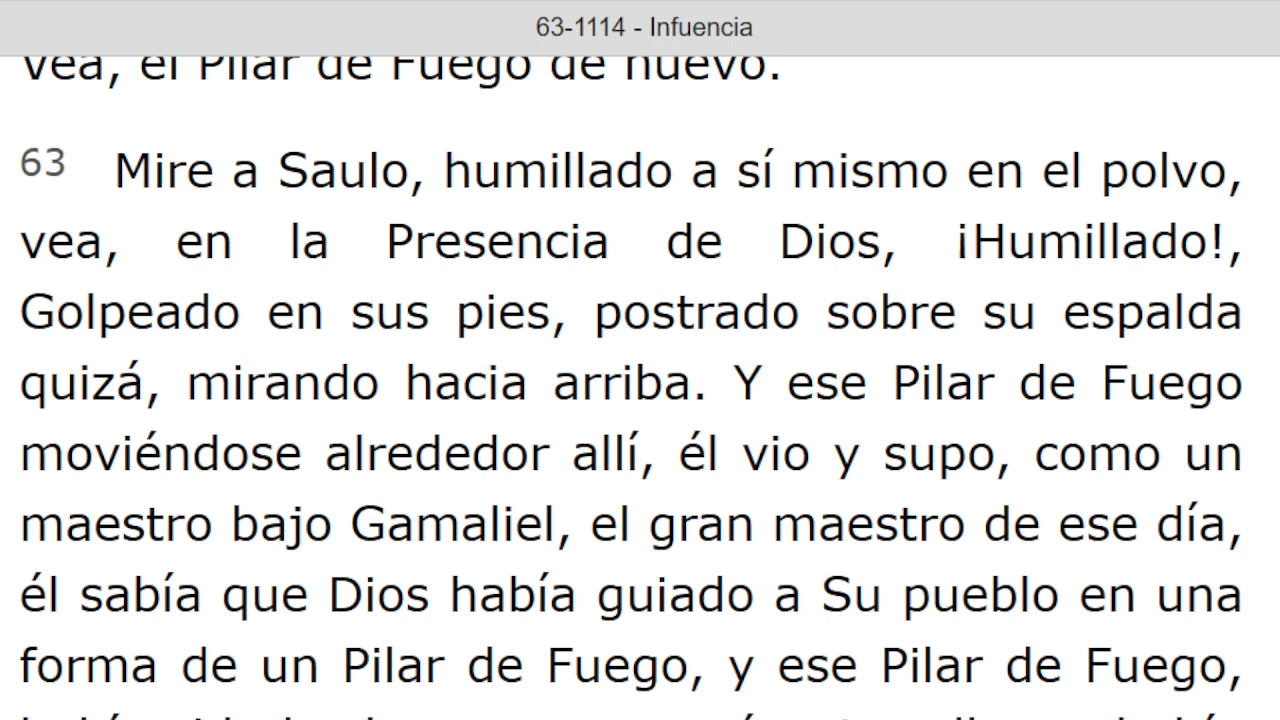 63-1114 - Infuencia
vea, el Pilar de Fuego de nuevo.
63 Mire a Saulo, humillado a sí mismo en el polvo,
vea, en la Presencia de Dios, ¡Humillado!,
Golpeado en sus pies, postrado sobre su espalda
quizá, mirando hacia arriba. Y ese Pilar de Fuego
moviéndose alrededor allí, él vio y supo, como un
maestro bajo Gamaliel, el gran maestro de ese día,
él sabía que Dios había guiado a Su pueblo en una
forma de un Pilar de Fuego, y ese Pilar de Fuego,